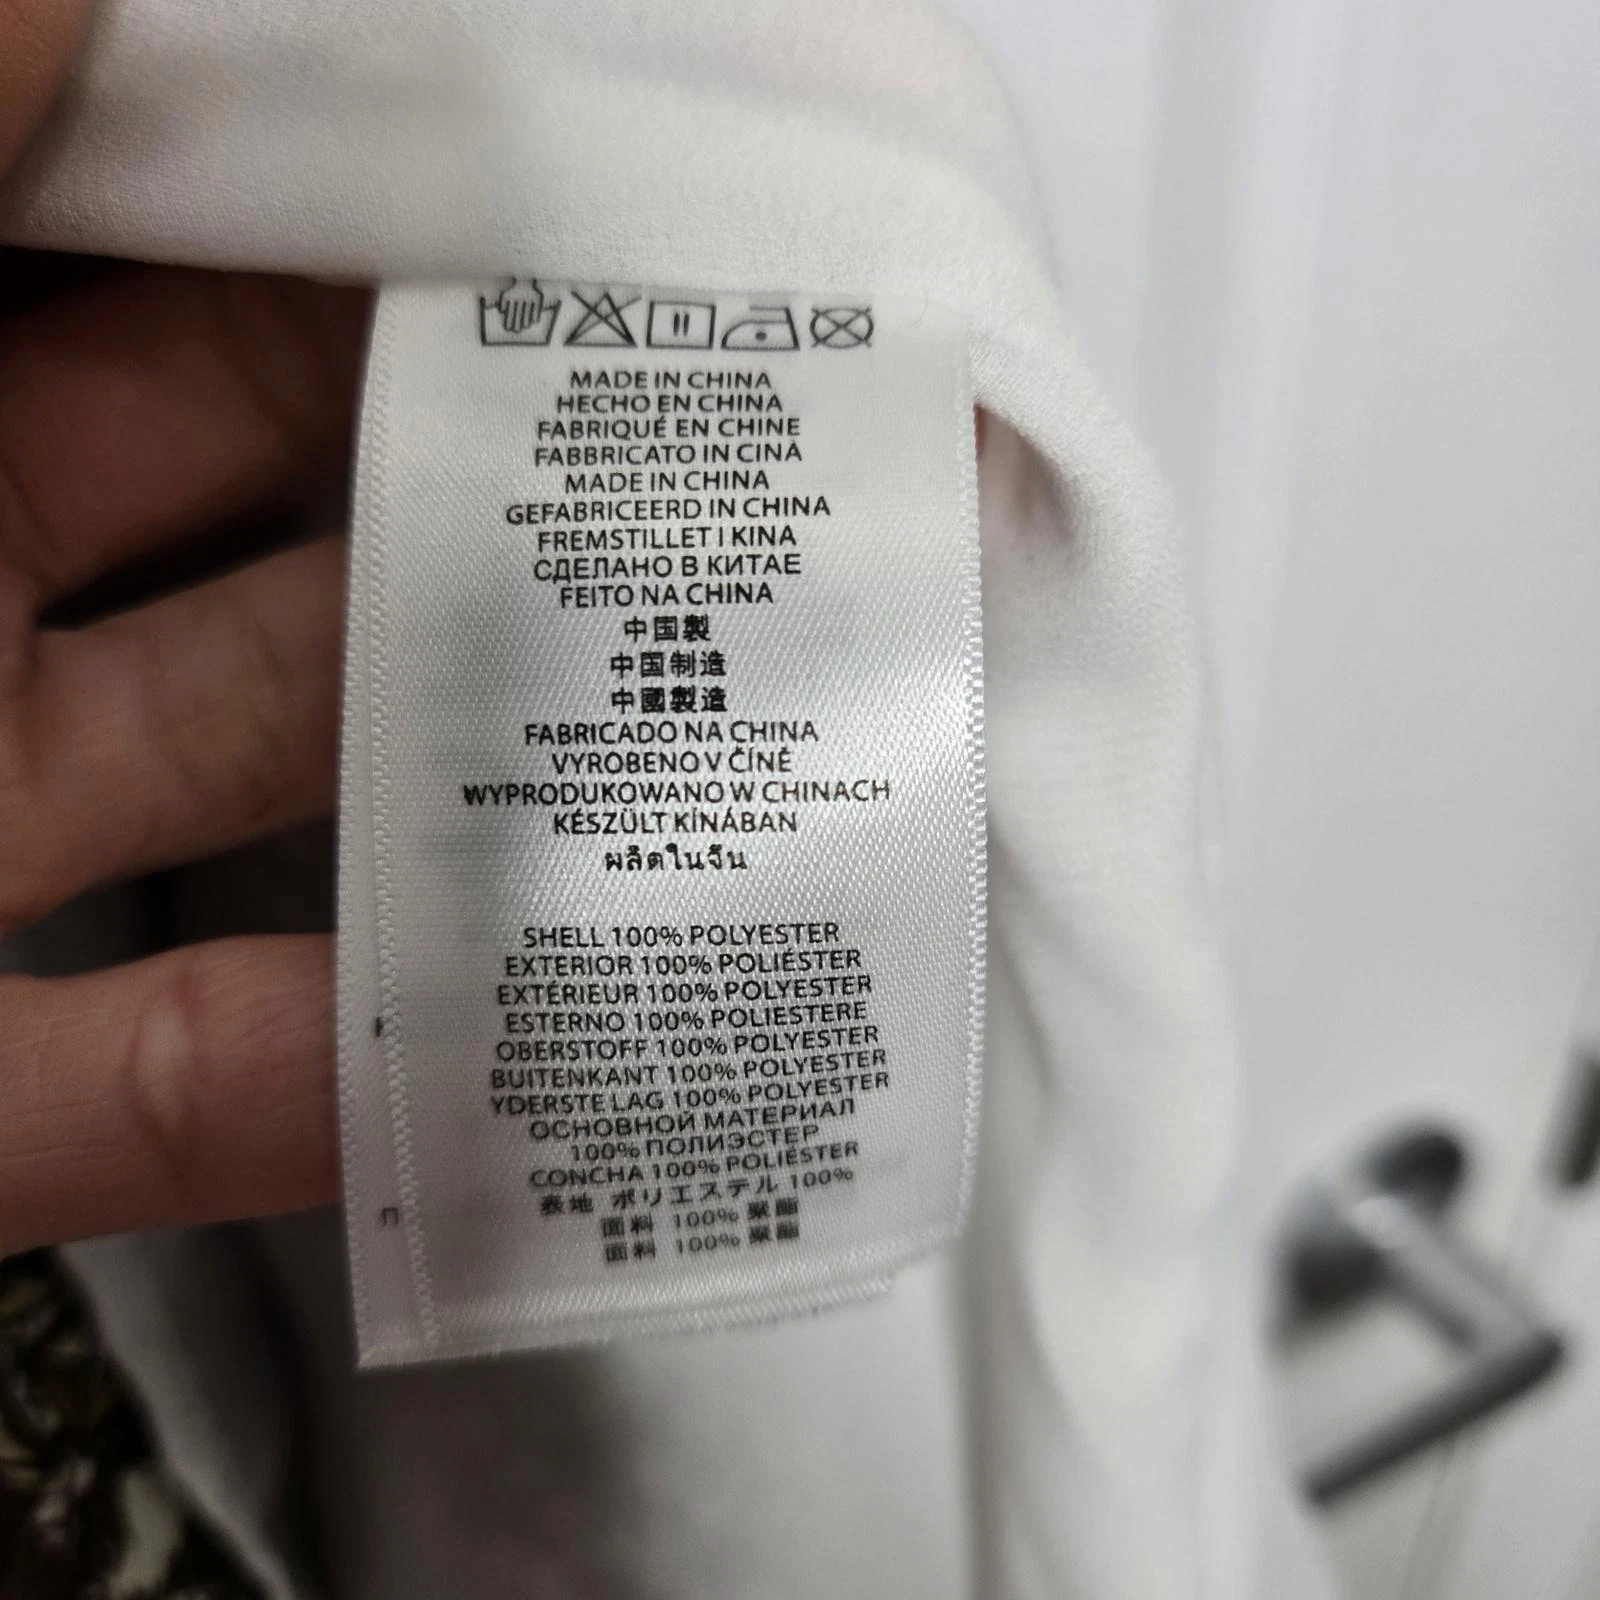 MADE IN CHINA
HECHO EN CHINA
FABRIQUÉ EN CHINE
FABBRICATO IN CINA
MADE IN CHINA
GEFABRICEERD IN CHINA
FREMSTILLET I KINA
СДЕЛАНО В КИТАЕ
FEITO NA CHINA
中国製
中国制造
中國製造
FABRICADO NA CHINA
VYROBENO V ČÍNĚ
WYPRODUKOWANO W CHINACH
KÉSZÜLT KÍNÁBAN
ผลิตในจีน
SHELL 100% POLYESTER
EXTERIOR 100% POLIÉSTER
EXTÉRIEUR 100% POLYESTER
ESTERNO 100% POLIESTERE
OBERSTOFF 100% POLYESTER
BUITENKANT 100% POLYESTER
YDERSTE LAG 100% POLYESTER
ОСНОВНОЙ МАТЕРИАЛ
100% ПОЛИЭСТЕР
CONCHA 100% POLIÉSTER
表地 ポリエステル 100%
面料 100% 聚酯
面料 100% 聚酯